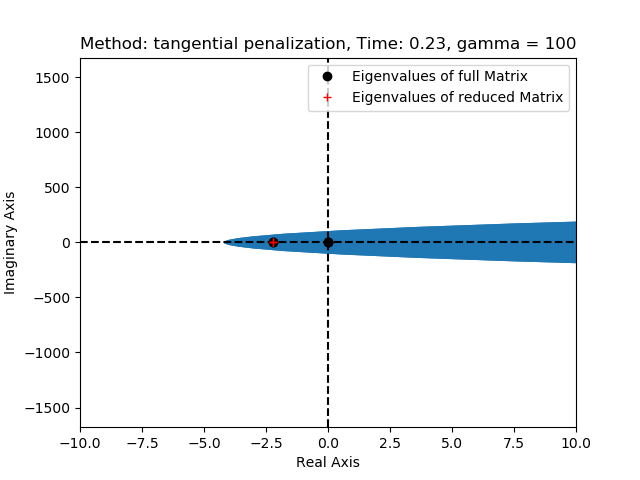 Method: tangential penalization, Time: 0.23, gamma = 100
Eigenvalues of full Matrix
Eigenvalues of reduced Matrix
Imaginary Axis
1500
1000
500
0
−500
−1000
−1500
−10.0 −7.5 −5.0 −2.5 0.0 2.5 5.0 7.5 10.0
Real Axis